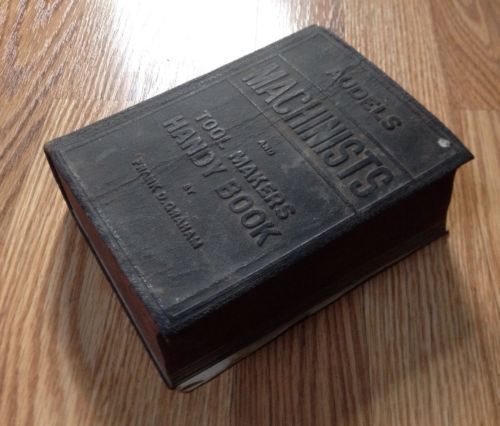 AUDELS
MACHINISTS
AND
TOOL MAKERS
HANDY BOOK
BY
FRANK D. GRAHAM